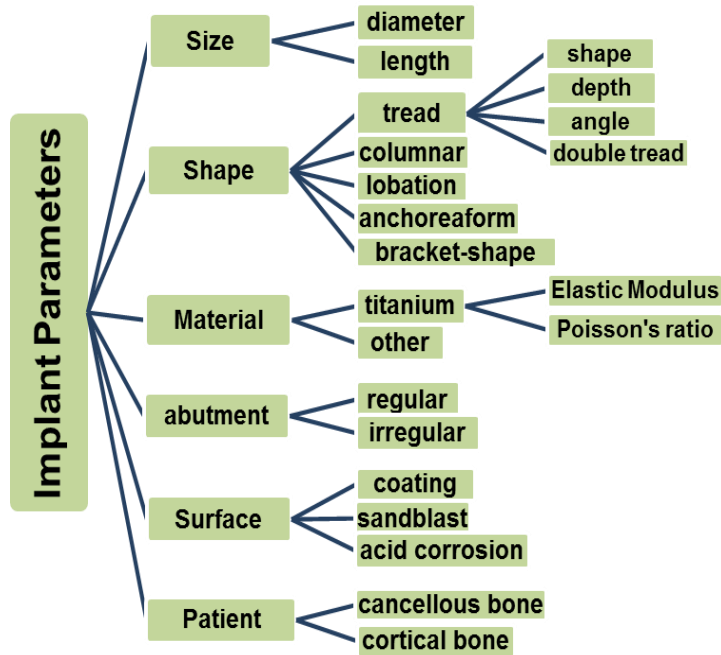 Implant Parameters
Size
diameter
length
Shape
tread
shape
depth
angle
double tread
columnar
lobation
anchoreaform
bracket-shape
Material
titanium
Elastic Modulus
Poisson's ratio
other
abutment
regular
irregular
Surface
coating
sandblast
acid corrosion
Patient
cancellous bone
cortical bone